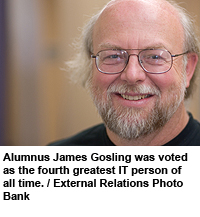 Alumnus James Gosling was voted
as the fourth greatest IT person of
all time. / External Relations Photo
Bank